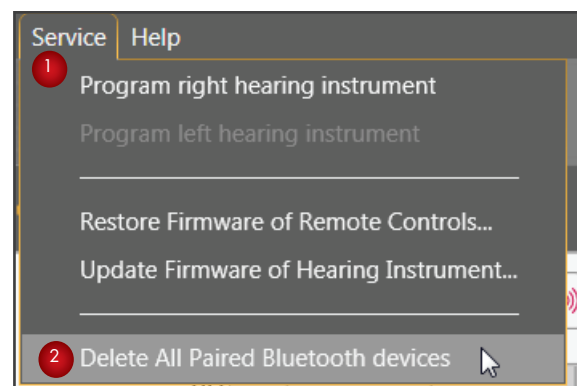 Service Help
1
Program right hearing instrument
Program left hearing instrument
Restore Firmware of Remote Controls...
Update Firmware of Hearing Instrument...
2 Delete All Paired Bluetooth devices